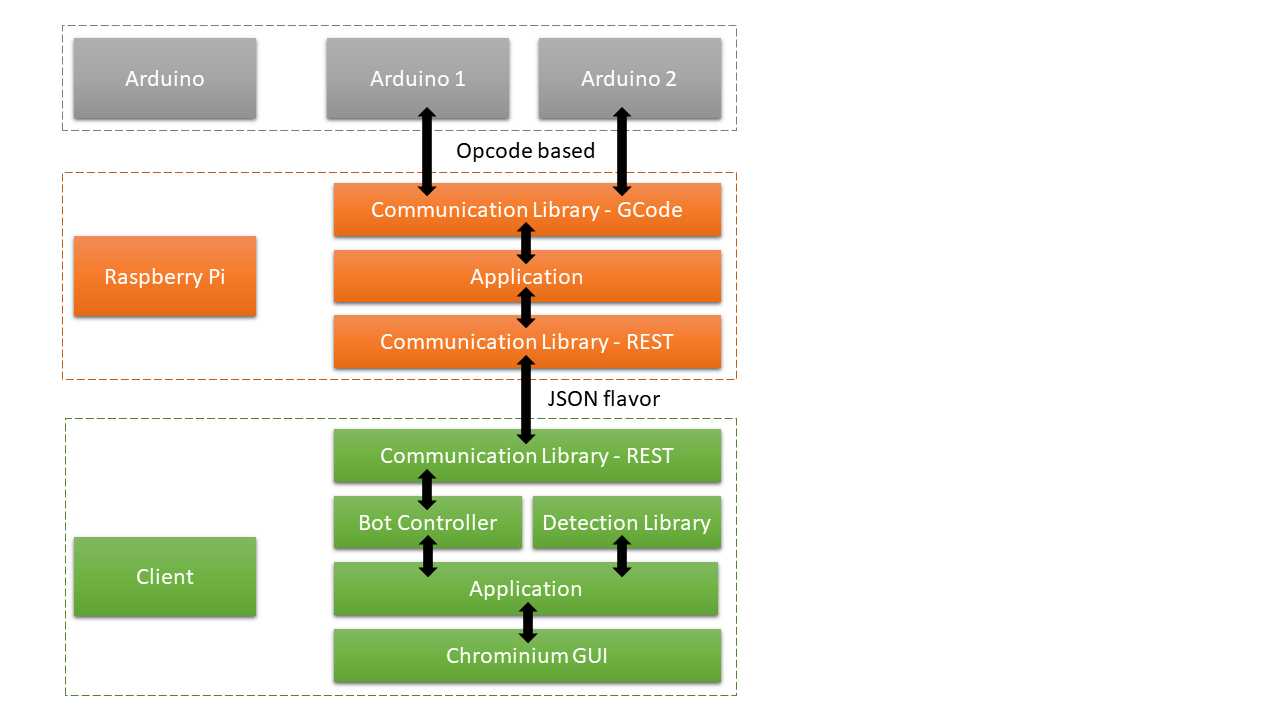 Arduino
Arduino 1
Arduino 2
Opcode based
Communication Library - GCode
Raspberry Pi
Application
Communication Library - REST
JSON flavor
Communication Library - REST
Bot Controller
Detection Library
Client
Application
Chrominium GUI